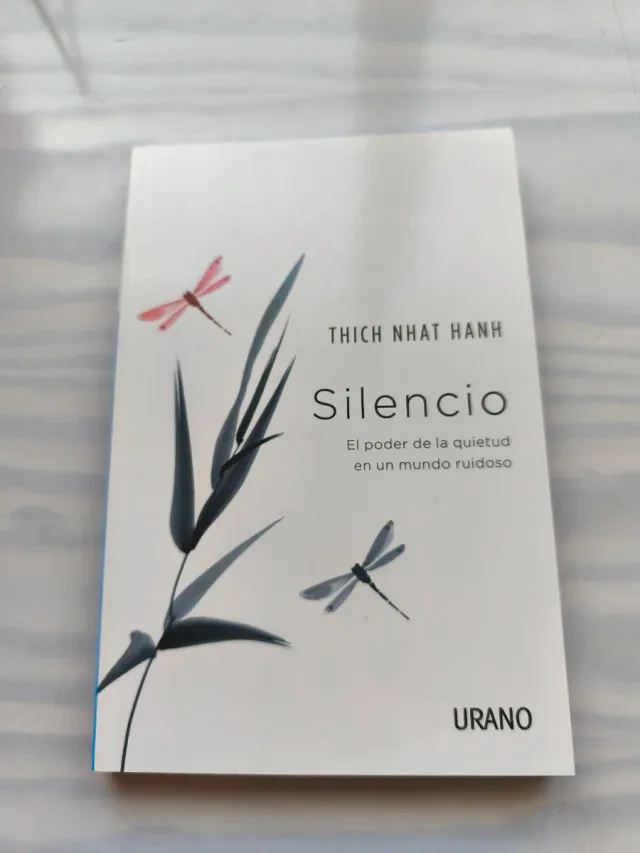 THICH NHAT HANH
Silencio
El poder de la quietud
en un mundo ruidoso
URANO